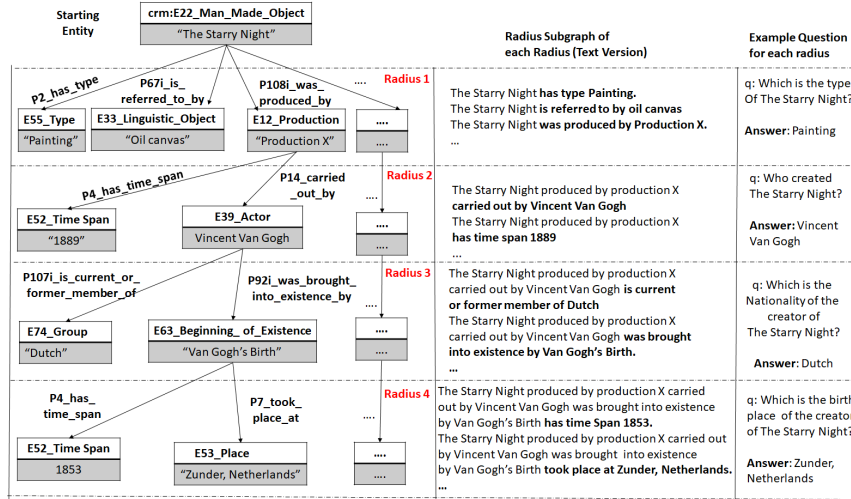 Starting
Entity
crm:E22_Man_Made_Object
"The Starry Night"
Radius Subgraph of
each Radius (Text Version)
Example Question
for each radius
P2_has_type
P67i_is_
referred_to_by
P108i_was_
produced_by
....
Radius 1
E55_Type
"Painting"
E33_Linguistic_Object
"Oil canvas"
E12_Production
"Production X"
....
....
The Starry Night has type Painting.
The Starry Night is referred to by oil canvas
The Starry Night was produced by Production X.
...
q: Which is the type
Of The Starry Night?
Answer: Painting
P4_has_time_span
P14_carried
_out_by
Radius 2
....
E52_Time Span
"1889"
E39_Actor
Vincent Van Gogh
....
....
The Starry Night produced by production X
carried out by Vincent Van Gogh
The Starry Night produced by production X
has time span 1889
...
q: Who created
The Starry Night?
Answer: Vincent
Van Gogh
P107i_is_current_or_
former_member_of
P92i_was_brought_
into_existence_by
Radius 3
....
E74_Group
"Dutch"
E63_Beginning_ of_Existence
"Van Gogh's Birth"
....
....
The Starry Night produced by production X
carried out by Vincent Van Gogh is current
or former member of Dutch
The Starry Night produced by production X
carried out by Vincent Van Gogh was brought
into existence by Van Gogh's Birth.
...
q: Which is the
Nationality of the
creator of
The Starry Night?
Answer: Dutch
P4_has_
time_span
P7_took_
place_at
Radius 4
....
E52_Time Span
1853
E53_Place
"Zunder, Netherlands"
....
....
The Starry Night produced by production X carried
out by Vincent Van Gogh was brought into existence
by Van Gogh's Birth has time Span 1853.
The Starry Night produced by production X carried out
by Vincent Van Gogh was brought into existence
by Van Gogh's Birth took place at Zunder, Netherlands.
...
q: Which is the birth
place of the creator
of The Starry Night?
Answer: Zunder,
Netherlands